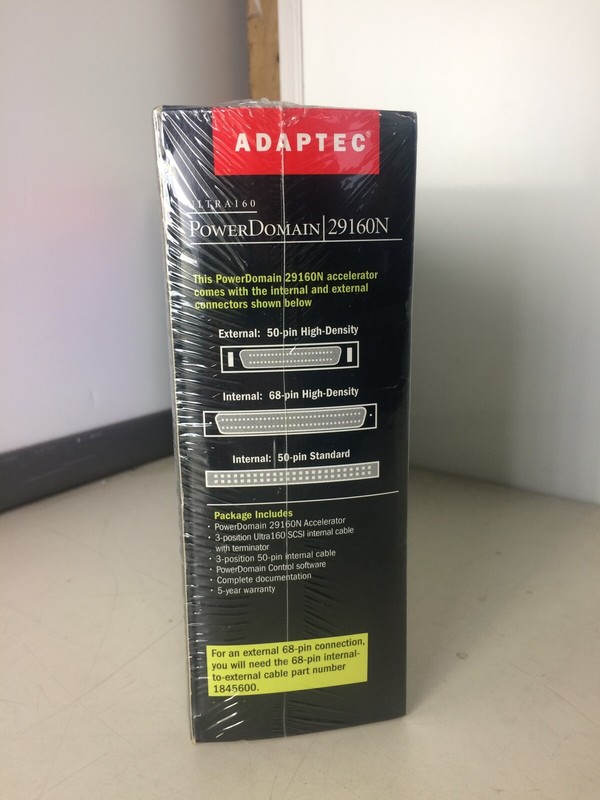 ADAPTEC®
ULTRA160
POWERDOMAIN 29160N
This PowerDomain 29160N accelerator
comes with the internal and external
connectors shown below
External: 50-pin High-Density
Internal: 68-pin High-Density
Internal: 50-pin Standard
Package Includes
· PowerDomain 29160N Accelerator
· 3-position Ultra160 SCSI internal cable
with terminator
· 3-position 50-pin internal cable
· PowerDomain Control software
· Complete documentation
· 5-year warranty
For an external 68-pin connection,
you will need the 68-pin internal-
to-external cable part number
1845600.